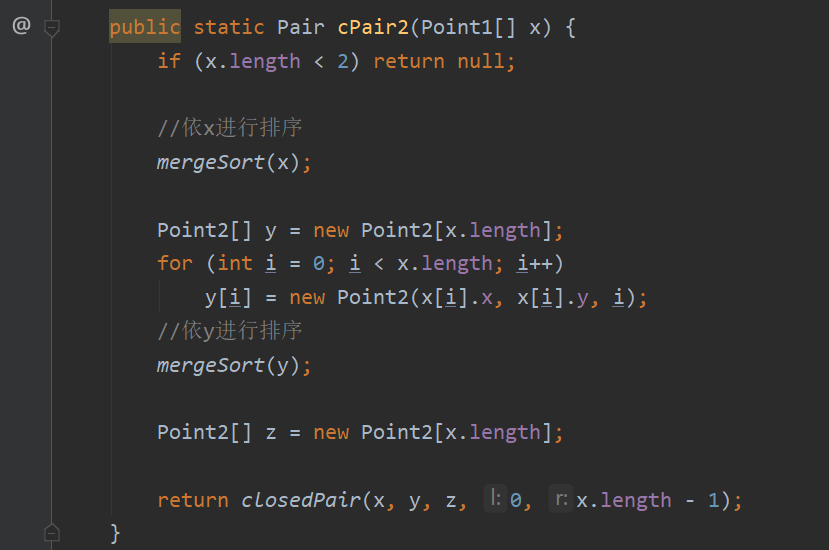 @ public static Pair cPair2(Point1[] x) {
if (x.length < 2) return null;
//依x进行排序
mergeSort(x);
Point2[] y = new Point2[x.length];
for (int i = 0; i < x.length; i++)
y[i] = new Point2(x[i].x, x[i].y, i);
//依y进行排序
mergeSort(y);
Point2[] z = new Point2[x.length];
return closedPair(x, y, z, l: 0, r: x.length - 1);
}